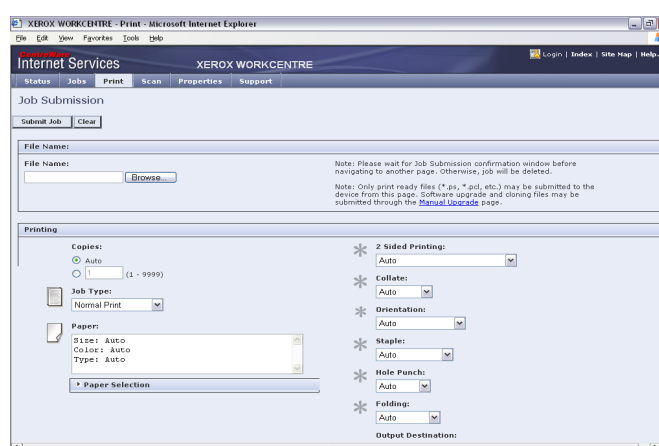 XEROX WORKCENTRE - Print - Microsoft Internet Explorer
File Edit View Favorites Tools Help
CentreWare
Internet Services XEROX WORKCENTRE
Login | Index | Site Map | Help
Status Jobs Print Scan Properties Support
Job Submission
Submit Job Clear
File Name:
File Name:
Browse...
Note: Please wait for Job Submission confirmation window before
navigating to another page. Otherwise, job will be deleted.
Note: Only print ready files (*.ps, *.pcl, etc.) may be submitted to the
device from this page. Software upgrade and cloning files may be
submitted through the Manual Upgrade page.
Printing
Copies:
Auto
1 (1 - 9999)
Job Type:
Normal Print
Paper:
Size: Auto
Color: Auto
Type: Auto
Paper Selection
2 Sided Printing:
Auto
Collate:
Auto
Orientation:
Auto
Staple:
Auto
Hole Punch:
Auto
Folding:
Auto
Output Destination: